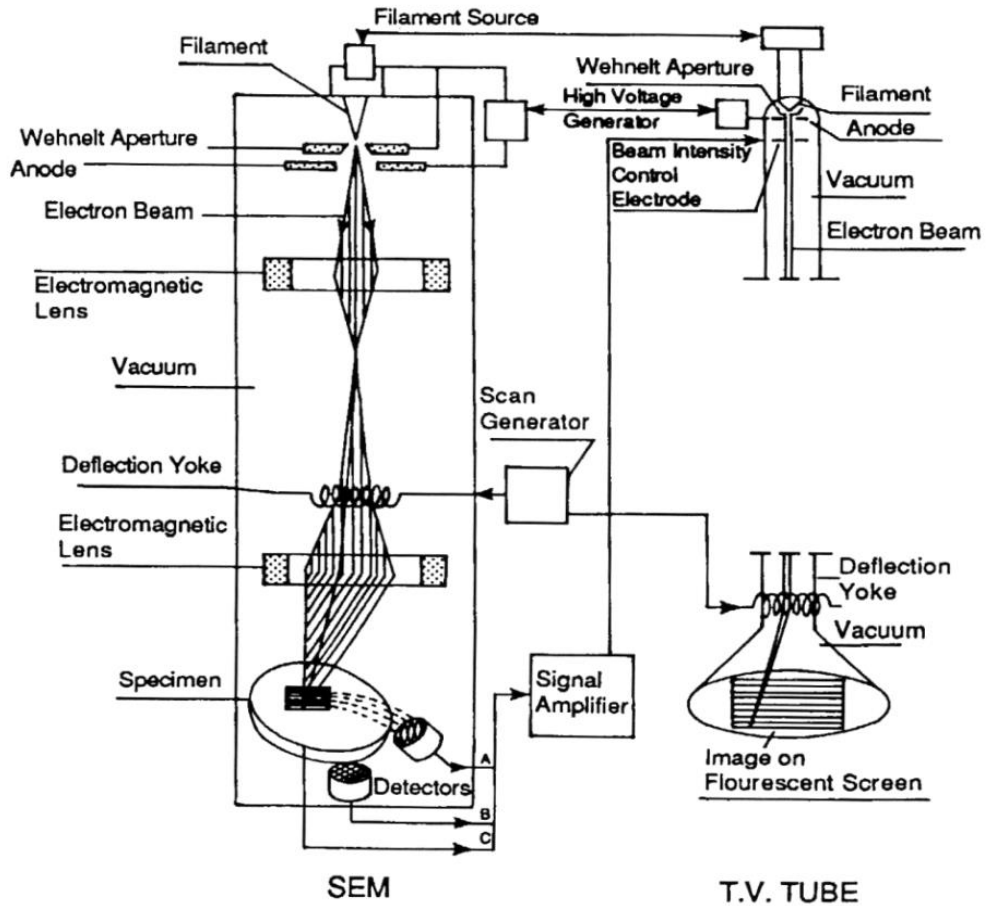 Filament Source
Filament
Wehnelt Aperture
Anode
Electron Beam
Electromagnetic
Lens
Vacuum
Deflection Yoke
Electromagnetic
Lens
Specimen
Detectors
A
B
C
Scan
Generator
Signal
Amplifier
High Voltage
Generator
Beam Intensity
Control
Electrode
Wehnelt Aperture
Filament
Anode
Vacuum
Electron Beam
Deflection
Yoke
Vacuum
Image on
Flourescent Screen
SEM
T.V. TUBE